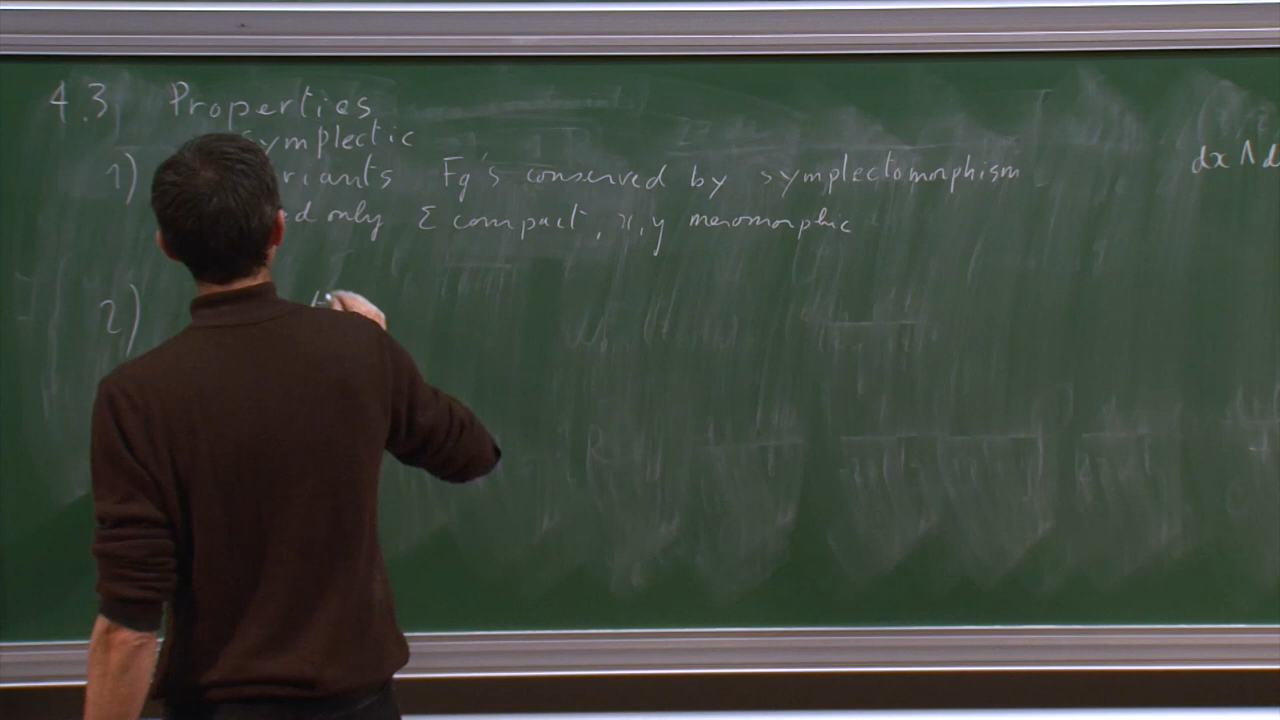 4.3 Properties
symplectic
1) riants Fg's conserved by symplectomorphism dx ∧ d
d only Σ compact, x, y meromorphic
2)